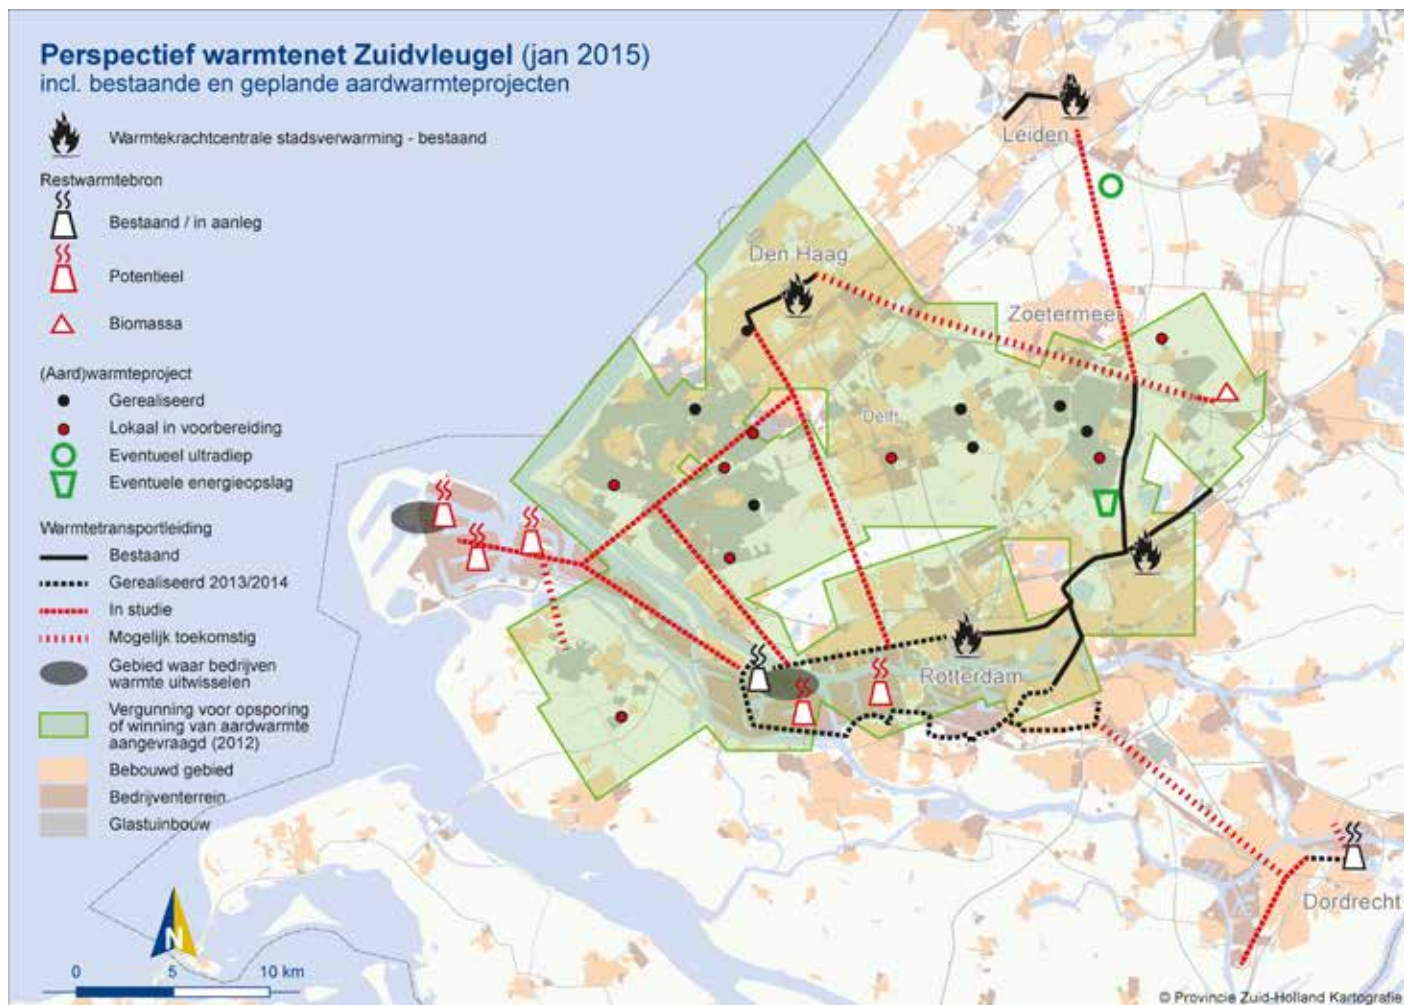 Perspectief warmtenet Zuidvleugel (jan 2015)
incl. bestaande en geplande aardwarmteprojecten
Warmtekrachtcentrale stadsverwarming - bestaand
Restwarmtebron
Bestaand / in aanleg
Potentieel
Biomassa
(Aard)warmteproject
Gerealiseerd
Lokaal in voorbereiding
Eventueel ultradiep
Eventuele energieopslag
Warmtetransportleiding
Bestaand
Gerealiseerd 2013/2014
In studie
Mogelijk toekomstig
Gebied waar bedrijven
warmte uitwisselen
Vergunning voor opsporing
of winning van aardwarmte
aangevraagd (2012)
Bebouwd gebied
Bedrijventerrein
Glastuinbouw
N
0 5 10 km
Leiden
Den Haag
Zoetermeer
Delft
Rotterdam
Dordrecht
© Provincie Zuid-Holland Kartografie